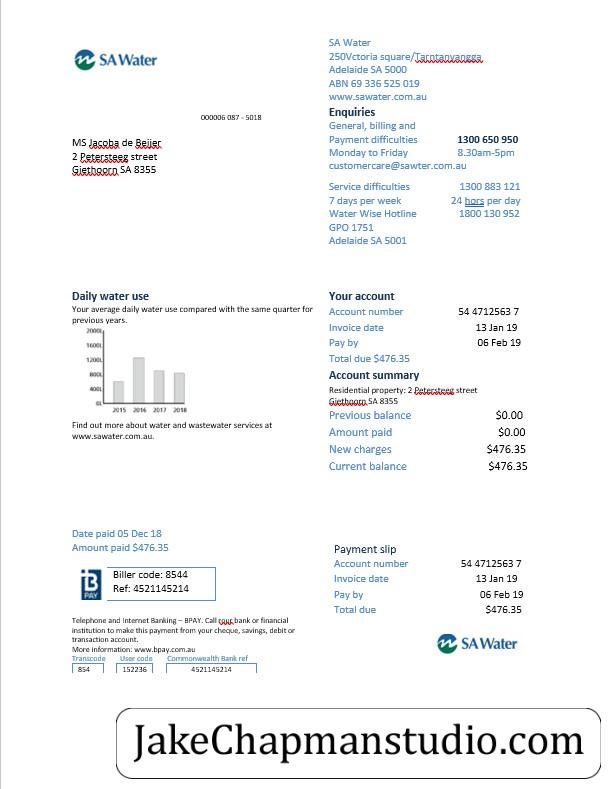 SA Water
SA Water
250Vctoria square/Tarntanyangga
Adelaide SA 5000
ABN 69 336 525 019
www.sawater.com.au
Enquiries
General, billing and
Payment difficulties 1300 650 950
Monday to Friday 8.30am-5pm
customercare@sawter.com.au
Service difficulties 1300 883 121
7 days per week 24 hors per day
Water Wise Hotline 1800 130 952
GPO 1751
Adelaide SA 5001
000006 087 - 5018
MS Jacoba de Beijer
2 Petersteeg street
Giethoorn SA 8355
Daily water use
Your average daily water use compared with the same quarter for
previous years.
2000L
1600L
1200L
800L
400L
0L
2015 2016 2017 2018
Find out more about water and wastewater services at
www.sawater.com.au.
Your account
Account number 54 4712563 7
Invoice date 13 Jan 19
Pay by 06 Feb 19
Total due $476.35
Account summary
Residential property: 2 Petersteeg street
Giethoorn SA 8355
Previous balance $0.00
Amount paid $0.00
New charges $476.35
Current balance $476.35
Date paid 05 Dec 18
Amount paid $476.35
B
PAY
Biller code: 8544
Ref: 4521145214
Telephone and Internet Banking – BPAY. Call rour bank or financial
institution to make this payment from your cheque, savings, debit or
transaction account.
More information: www.bpay.com.au
Transcode User code Commonwealth Bank ref
854 152236 4521145214
Payment slip
Account number 54 4712563 7
Invoice date 13 Jan 19
Pay by 06 Feb 19
Total due $476.35
SA Water
JakeChapmanstudio.com